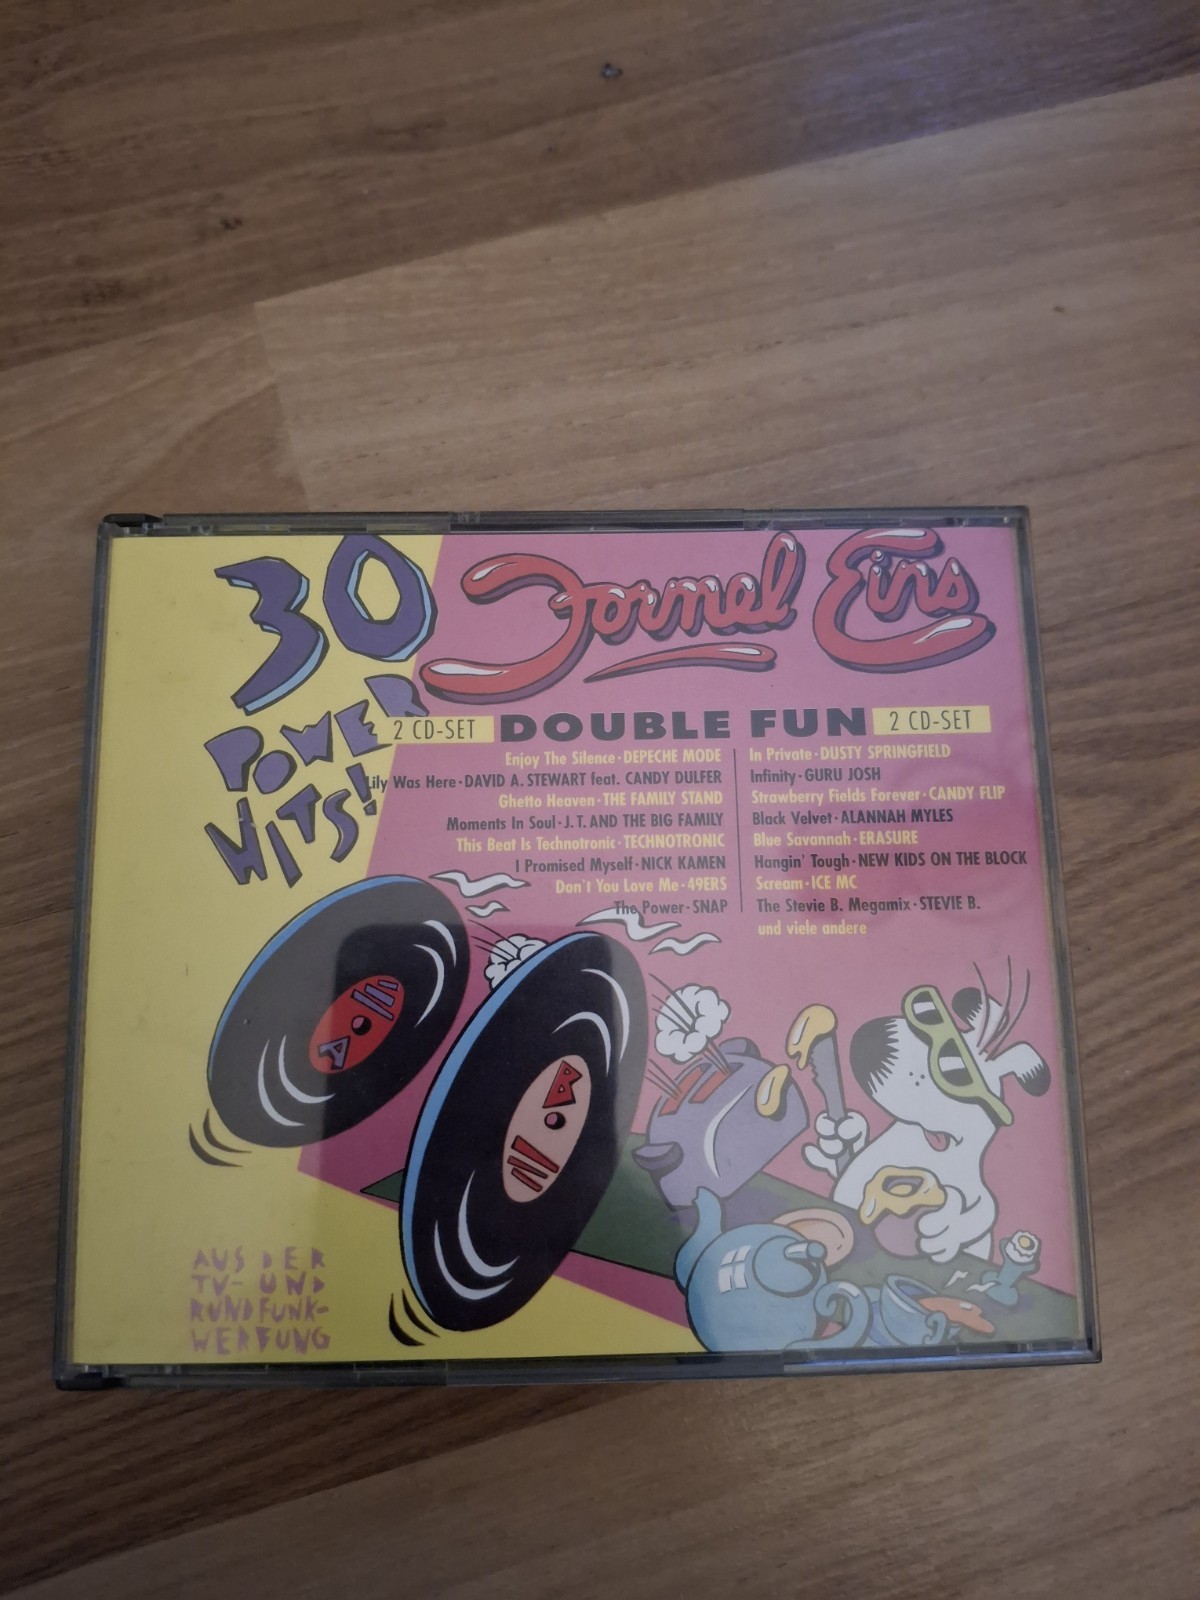 30
POWER
HITS!
Formel Eins
2 CD-SET DOUBLE FUN 2 CD-SET
Enjoy The Silence · DEPECHE MODE
Lily Was Here · DAVID A. STEWART feat. CANDY DULFER
Ghetto Heaven · THE FAMILY STAND
Moments In Soul · J.T. AND THE BIG FAMILY
This Beat Is Technotronic · TECHNOTRONIC
I Promised Myself · NICK KAMEN
Don't You Love Me · 49ERS
The Power · SNAP
In Private · DUSTY SPRINGFIELD
Infinity · GURU JOSH
Strawberry Fields Forever · CANDY FLIP
Black Velvet · ALANNAH MYLES
Blue Savannah · ERASURE
Hangin' Tough · NEW KIDS ON THE BLOCK
Scream · ICE MC
The Stevie B. Megamix · STEVIE B.
und viele andere
A
B
AUS DER
TV- UND
RUNDFUNK-
WERBUNG